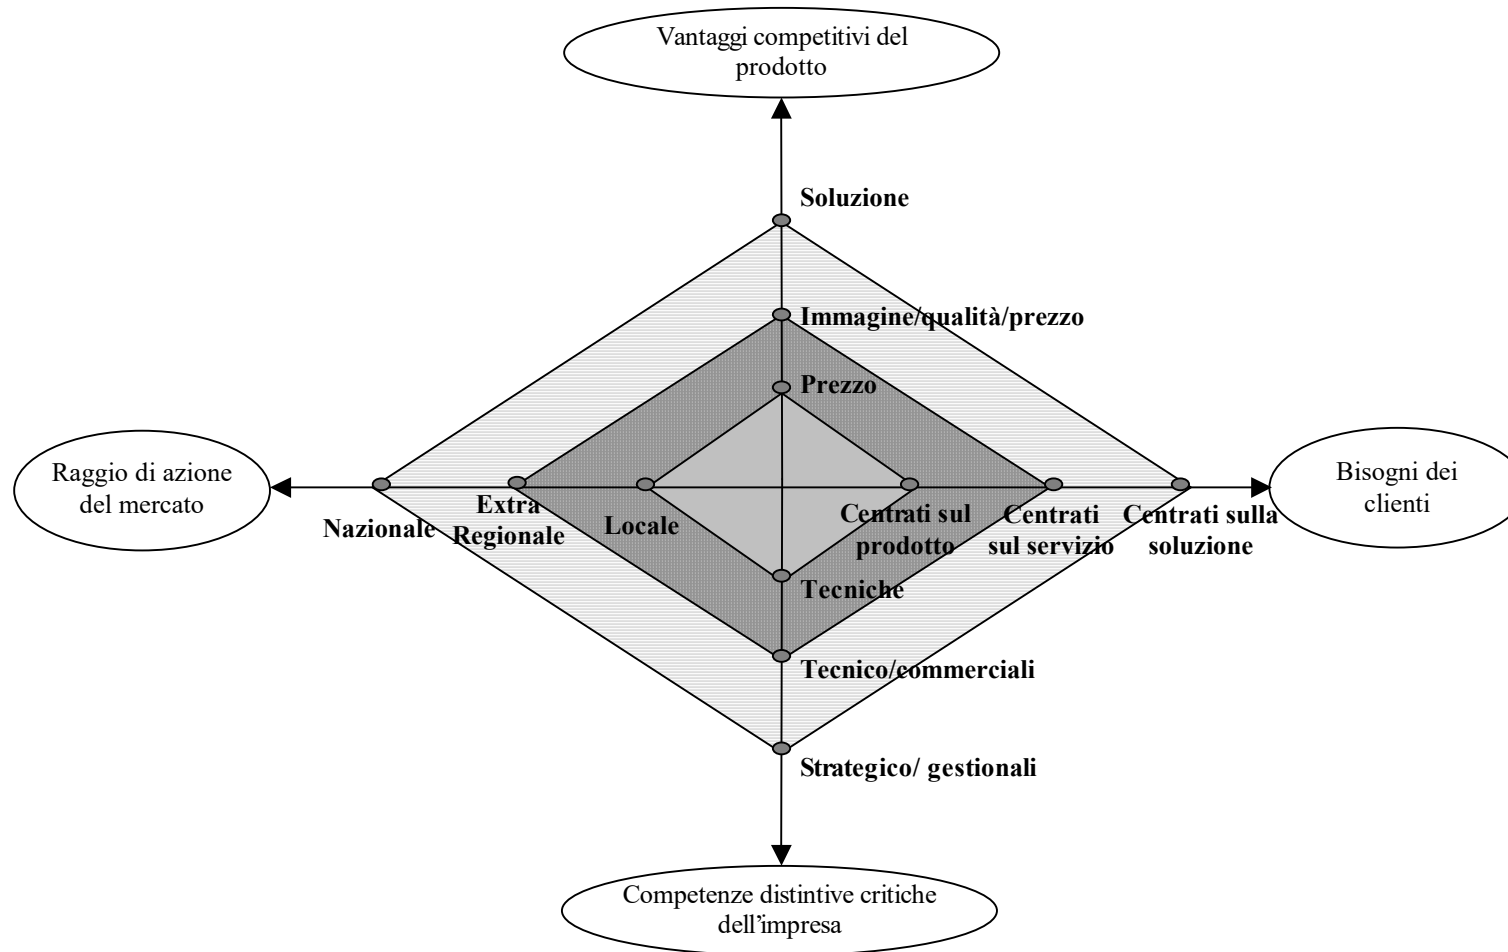 Vantaggi competitivi del
prodotto
Soluzione
Immagine/qualità/prezzo
Prezzo
Raggio di azione
del mercato
Bisogni dei
clienti
Nazionale
Extra
Regionale
Locale
Centrati sul
prodotto
Centrati
sul servizio
Centrati sulla
soluzione
Tecniche
Tecnico/commerciali
Strategico/ gestionali
Competenze distintive critiche
dell'impresa